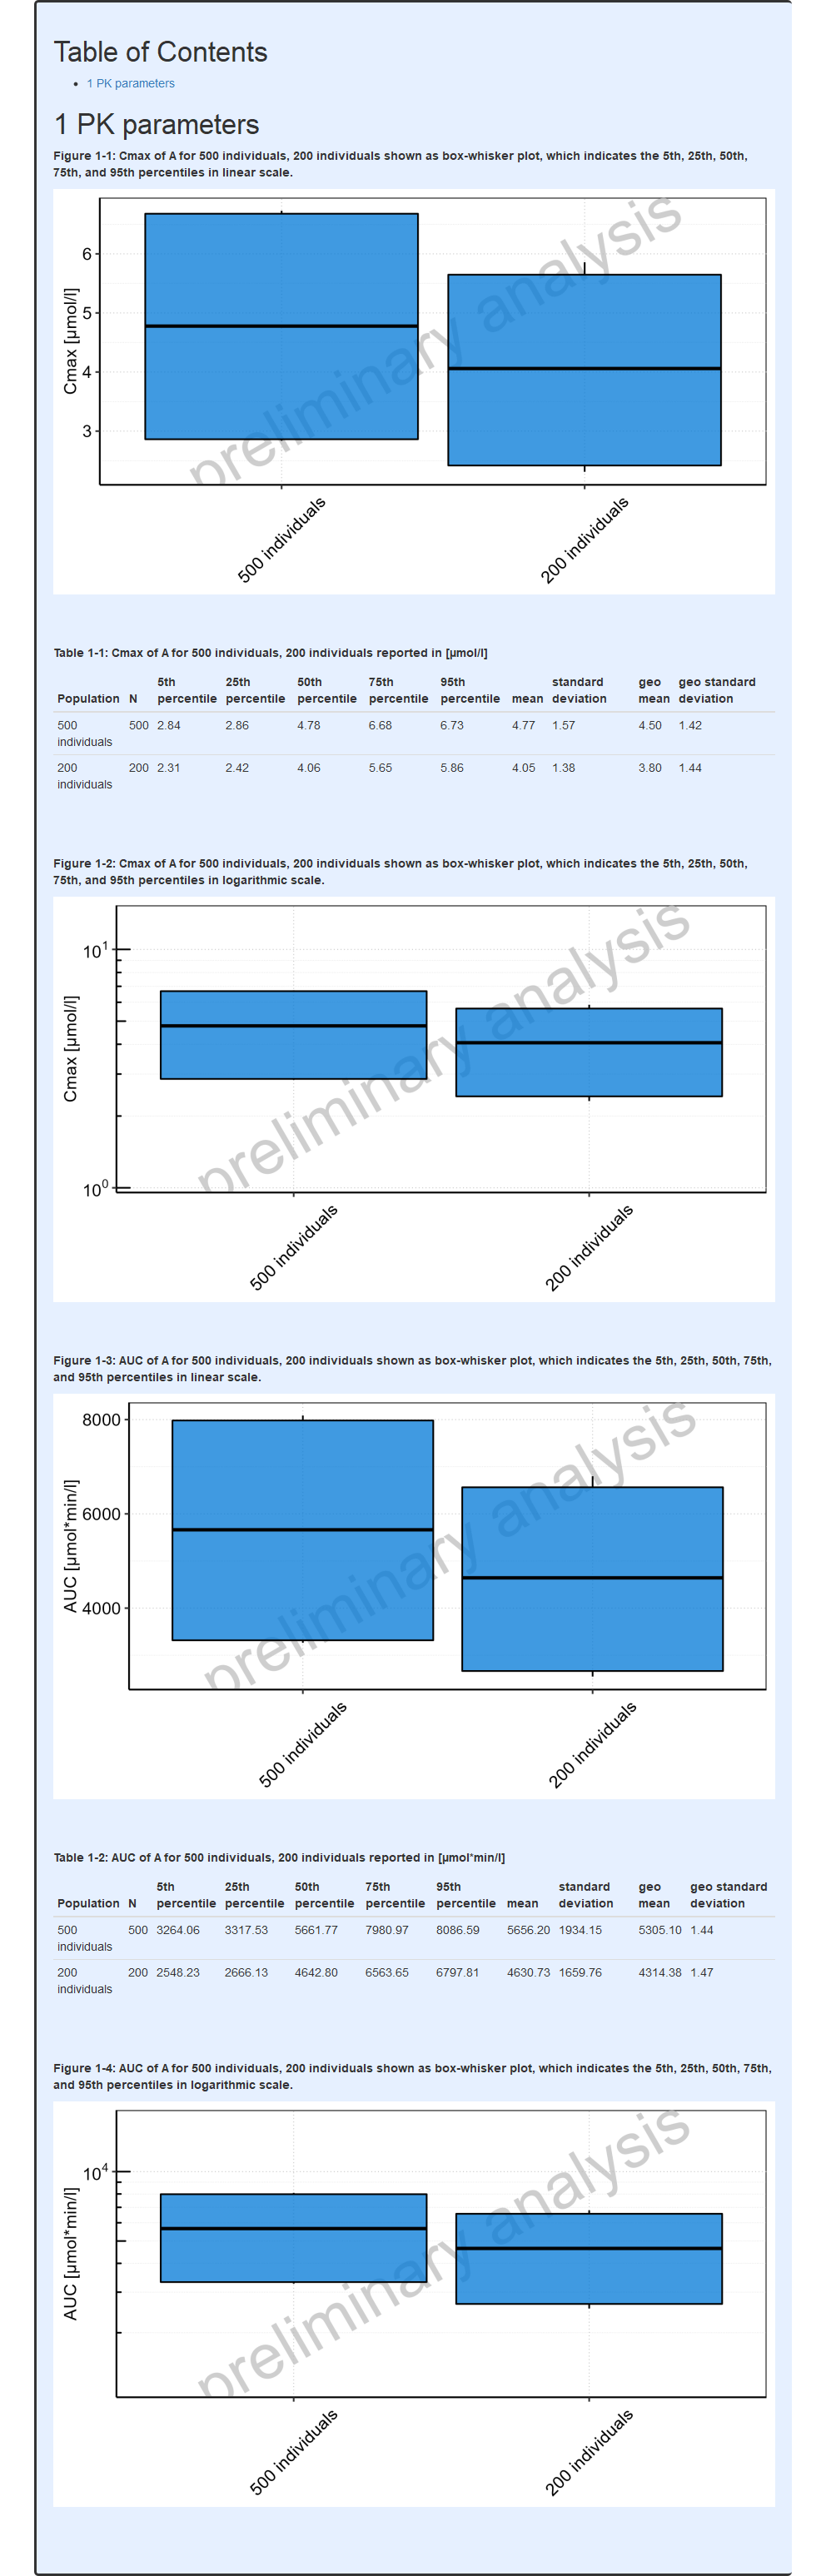 Table of Contents
• 1 PK parameters
1 PK parameters
Figure 1-1: Cmax of A for 500 individuals, 200 individuals shown as box-whisker plot, which indicates the 5th, 25th, 50th,
75th, and 95th percentiles in linear scale.
preliminary analysis
Cmax [µmol/l]
6
5
4
3
500 individuals
200 individuals
Table 1-1: Cmax of A for 500 individuals, 200 individuals reported in [µmol/l]
5th 25th 50th 75th 95th standard geo geo standard
Population N percentile percentile percentile percentile percentile mean deviation mean deviation
500 500 2.84 2.86 4.78 6.68 6.73 4.77 1.57 4.50 1.42
individuals
200 200 2.31 2.42 4.06 5.65 5.86 4.05 1.38 3.80 1.44
individuals
Figure 1-2: Cmax of A for 500 individuals, 200 individuals shown as box-whisker plot, which indicates the 5th, 25th, 50th,
75th, and 95th percentiles in logarithmic scale.
preliminary analysis
Cmax [µmol/l]
10¹
10⁰
500 individuals
200 individuals
Figure 1-3: AUC of A for 500 individuals, 200 individuals shown as box-whisker plot, which indicates the 5th, 25th, 50th, 75th,
and 95th percentiles in linear scale.
preliminary analysis
AUC [µmol*min/l]
8000
6000
4000
500 individuals
200 individuals
Table 1-2: AUC of A for 500 individuals, 200 individuals reported in [µmol*min/l]
5th 25th 50th 75th 95th standard geo geo standard
Population N percentile percentile percentile percentile percentile mean deviation mean deviation
500 500 3264.06 3317.53 5661.77 7980.97 8086.59 5656.20 1934.15 5305.10 1.44
individuals
200 200 2548.23 2666.13 4642.80 6563.65 6797.81 4630.73 1659.76 4314.38 1.47
individuals
Figure 1-4: AUC of A for 500 individuals, 200 individuals shown as box-whisker plot, which indicates the 5th, 25th, 50th, 75th,
and 95th percentiles in logarithmic scale.
preliminary analysis
AUC [µmol*min/l]
10⁴
500 individuals
200 individuals